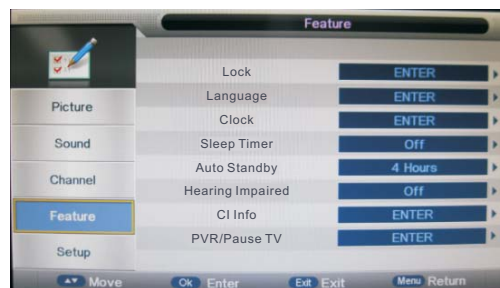 Feature
Lock ENTER
Language ENTER
Clock ENTER
Sleep Timer Off
Auto Standby 4 Hours
Hearing Impaired Off
CI Info ENTER
PVR/Pause TV ENTER
Picture
Sound
Channel
Feature
Setup
Move Ok Enter Exit Exit Menu Return